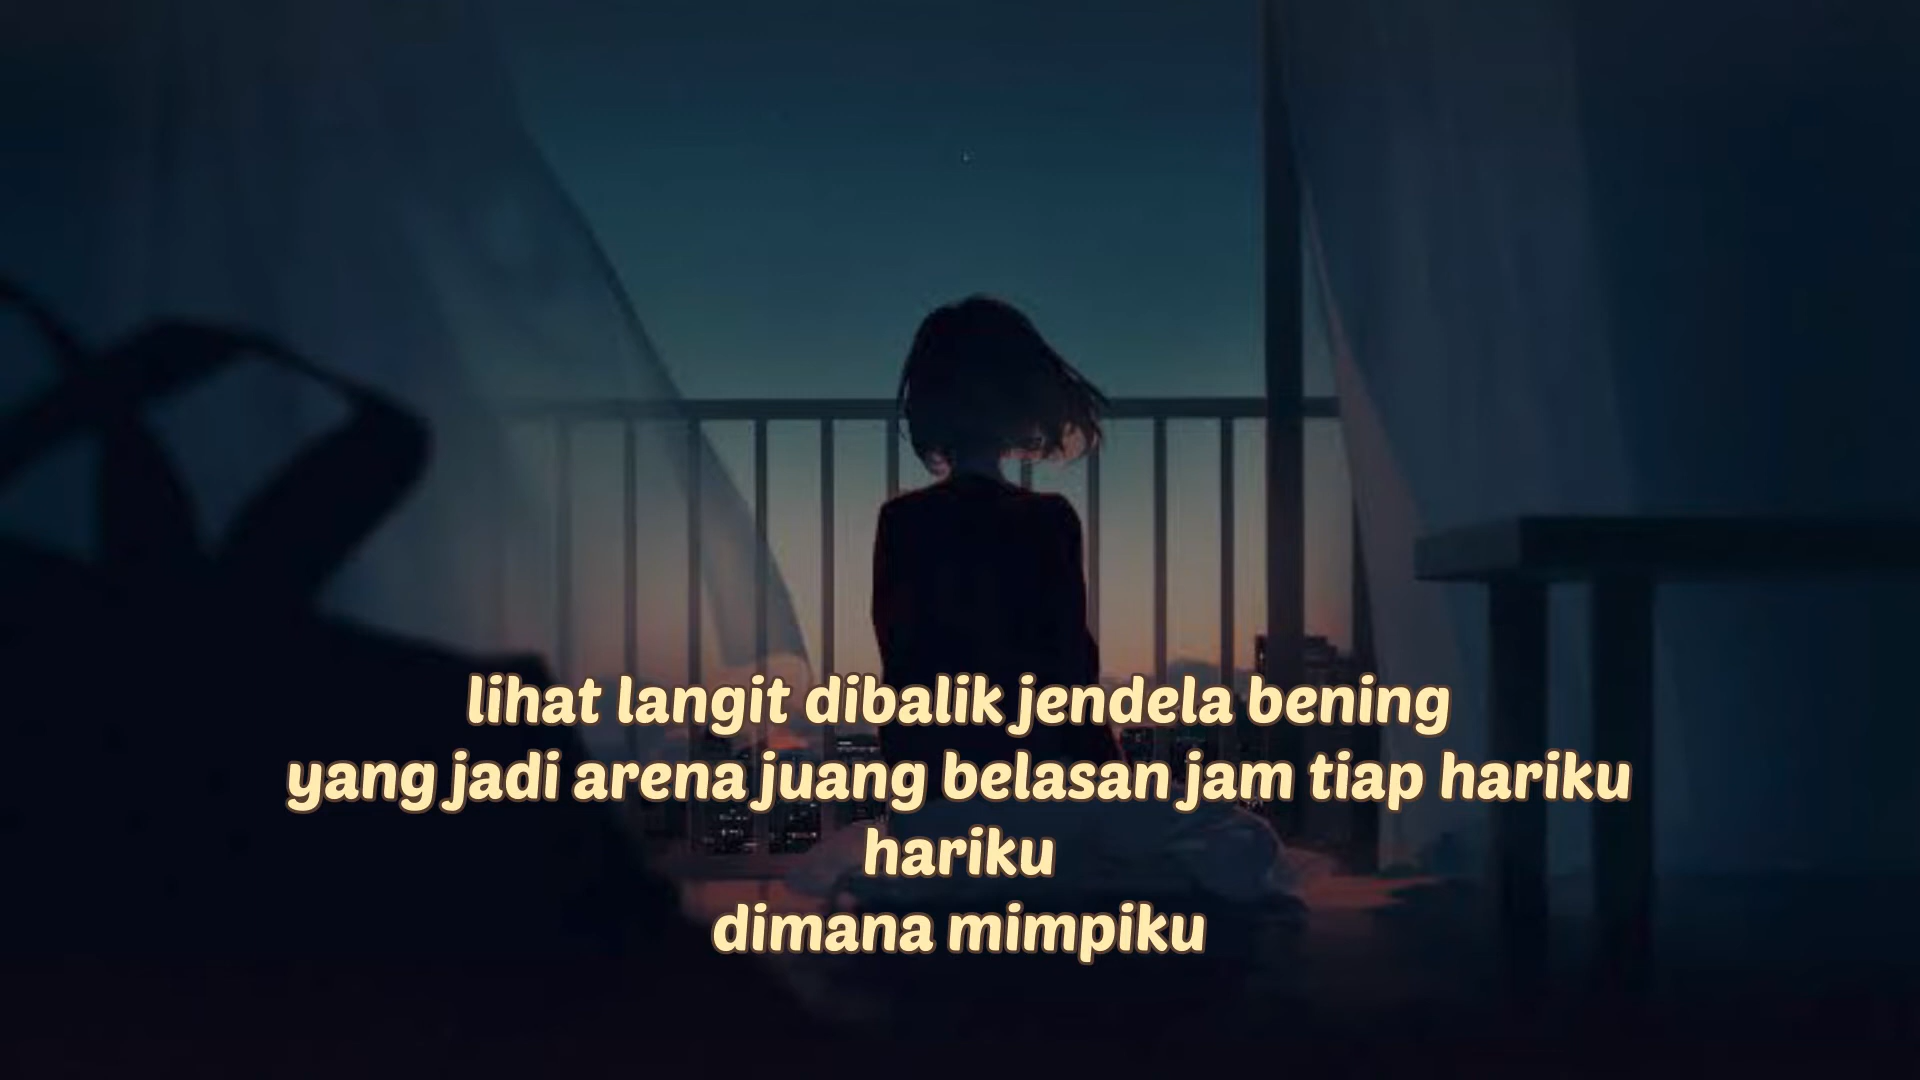 lihat langit dibalik jendela bening
yang jadi arena juang belasan jam tiap hariku
hariku
dimana mimpiku